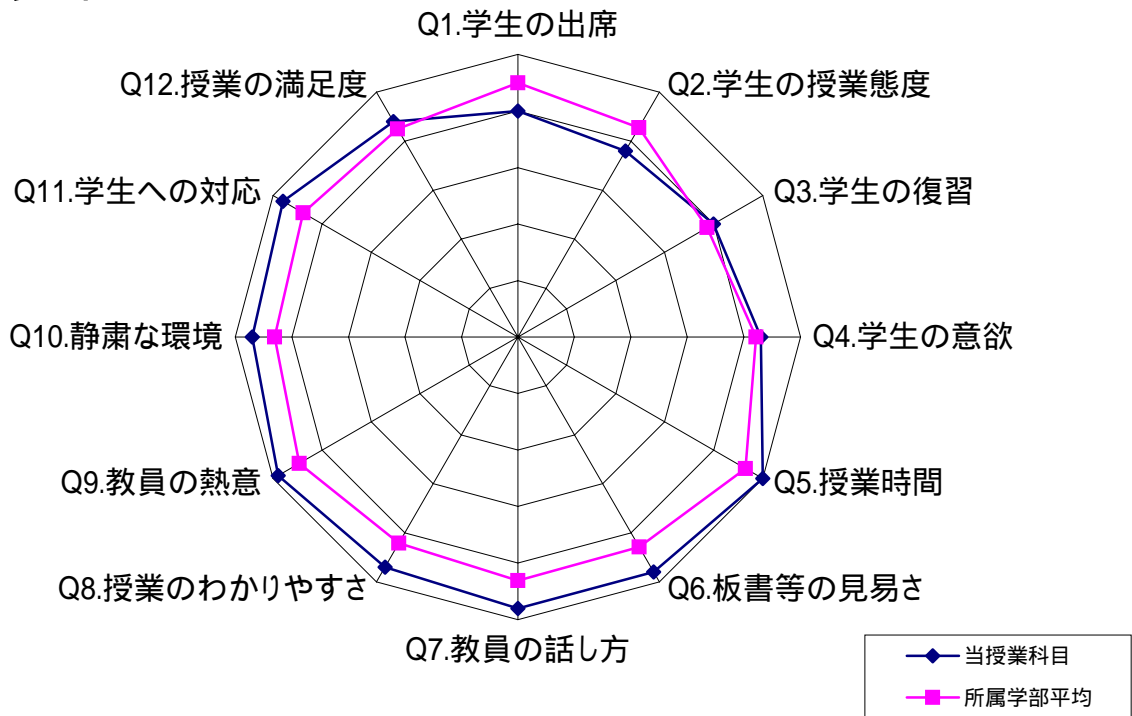 Q1.学生の出席
Q2.学生の授業態度
Q3.学生の復習
Q4.学生の意欲
Q5.授業時間
Q6.板書等の見易さ
Q7.教員の話し方
Q8.授業のわかりやすさ
Q9.教員の熱意
Q10.静粛な環境
Q11.学生への対応
Q12.授業の満足度
当授業科目
所属学部平均